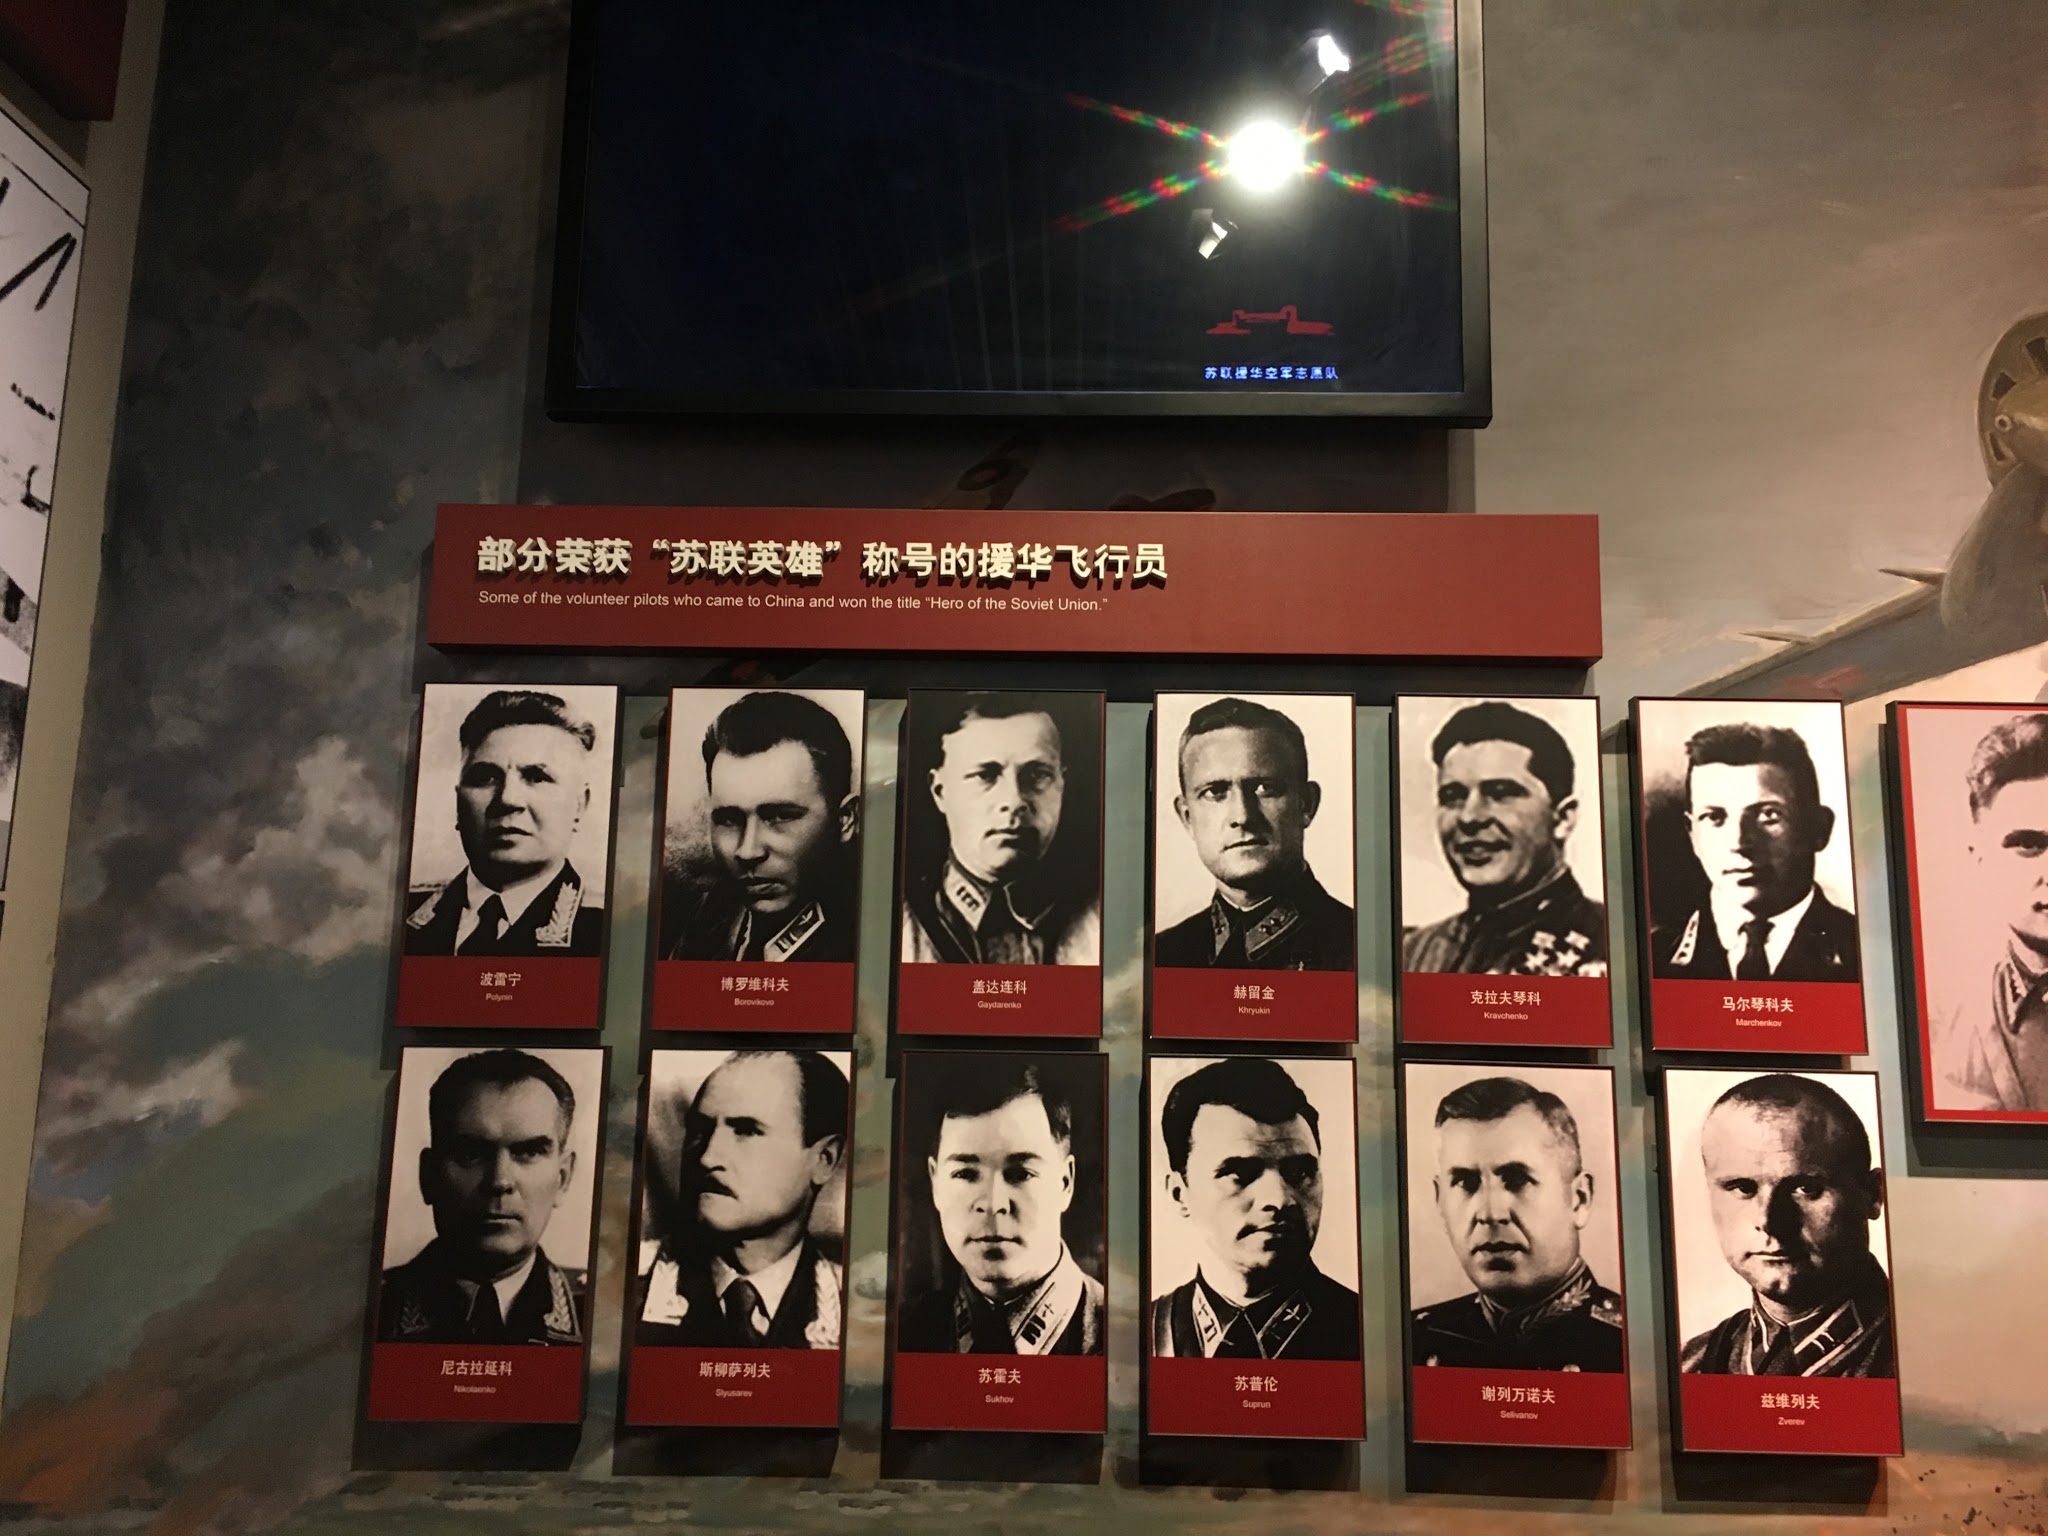 苏联援华空军志愿队
部分荣获“苏联英雄”称号的援华飞行员
Some of the volunteer pilots who came to China and won the title “Hero of the Soviet Union.”
波雷宁
Polynin
博罗维科夫
Borovikovo
盖达连科
Gaydarenko
赫留金
Khryukin
克拉夫琴科
Kravchenko
马尔琴科夫
Marchenkov
尼古拉延科
Nikolaenko
斯柳萨列夫
Slyusarev
苏霍夫
Sukhov
苏普伦
Suprun
谢列万诺夫
Selivanov
兹维列夫
Zverev